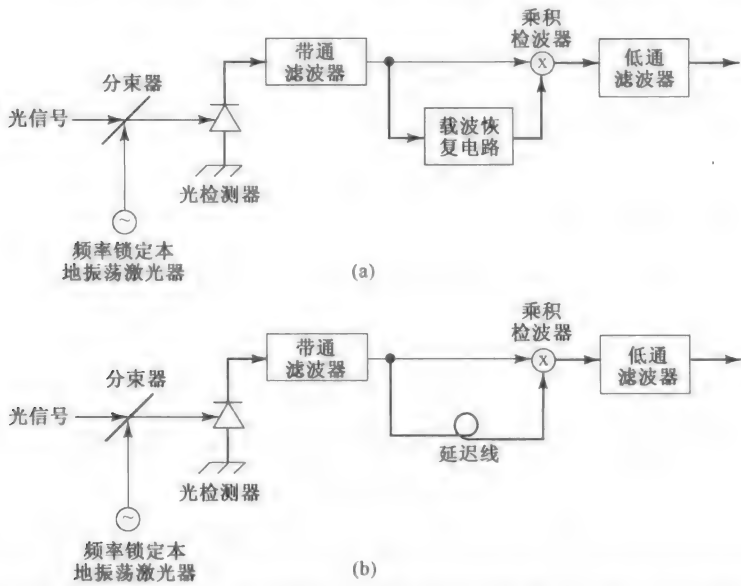 乘积
检波器
带通
滤波器
低通
滤波器
分束器
光信号
X
载波恢
复电路
光检测器
~
频率锁定本
地振荡激光器
(a)
乘积
检波器
带通
滤波器
低通
滤波器
分束器
光信号
X
延迟线
光检测器
~
频率锁定本
地振荡激光器
(b)